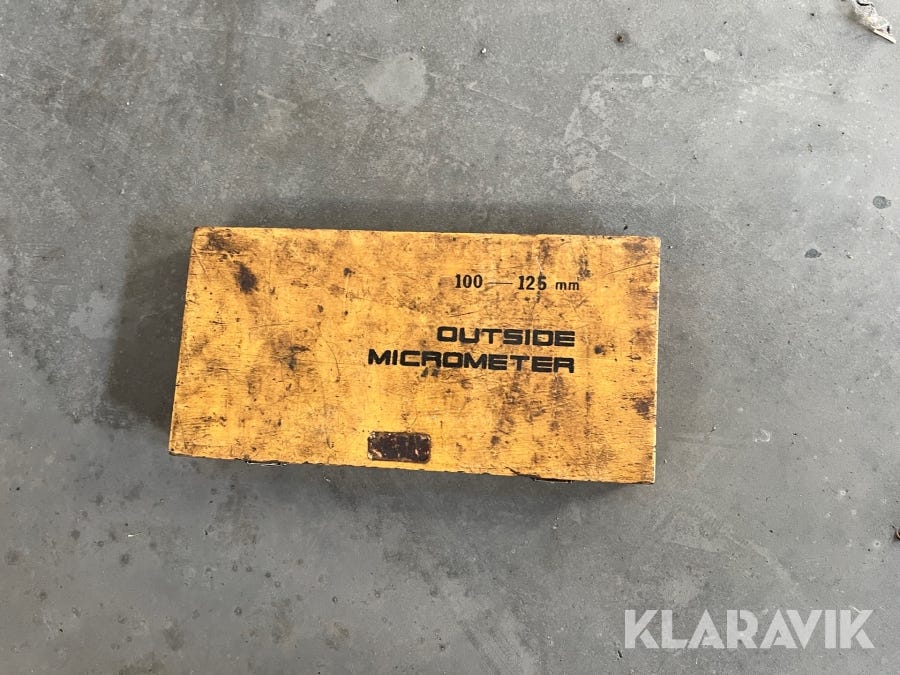 100 — 125 mm
OUTSIDE
MICROMETER
KLARAVIK